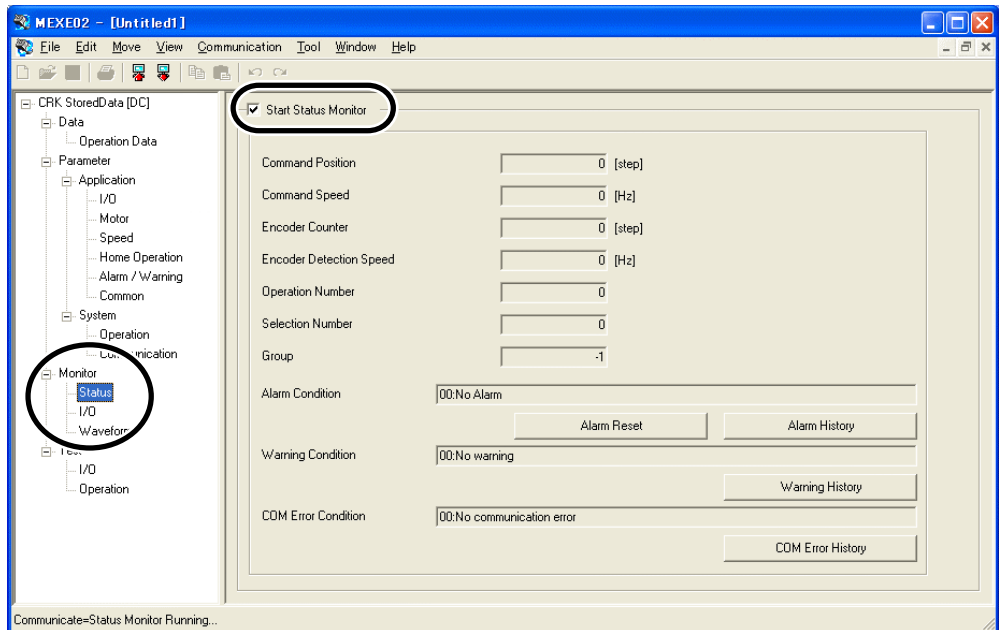 MEXE02 - [Untitled1]
File Edit Move View Communication Tool Window Help
CRK StoredData [DC]
Data
Operation Data
Parameter
Application
I/O
Motor
Speed
Home Operation
Alarm / Warning
Common
System
Operation
Communication
Monitor
Status
I/O
Waveform
Test
I/O
Operation
Start Status Monitor
Command Position 0 [step]
Command Speed 0 [Hz]
Encoder Counter 0 [step]
Encoder Detection Speed 0 [Hz]
Operation Number 0
Selection Number 0
Group -1
Alarm Condition 00:No Alarm
Alarm Reset Alarm History
Warning Condition 00:No warning
Warning History
COM Error Condition 00:No communication error
COM Error History
Communicate=Status Monitor Running...